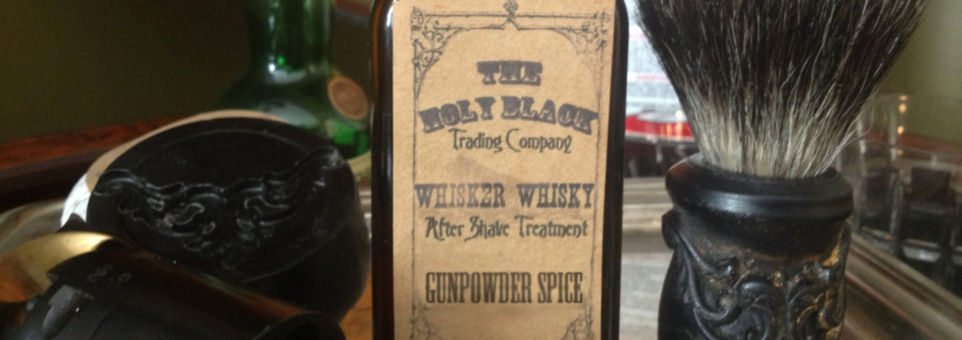 THE
HOLY BLACK
Trading Company
WHISKER WHISKY
After Shave Treatment
GUNPOWDER SPICE